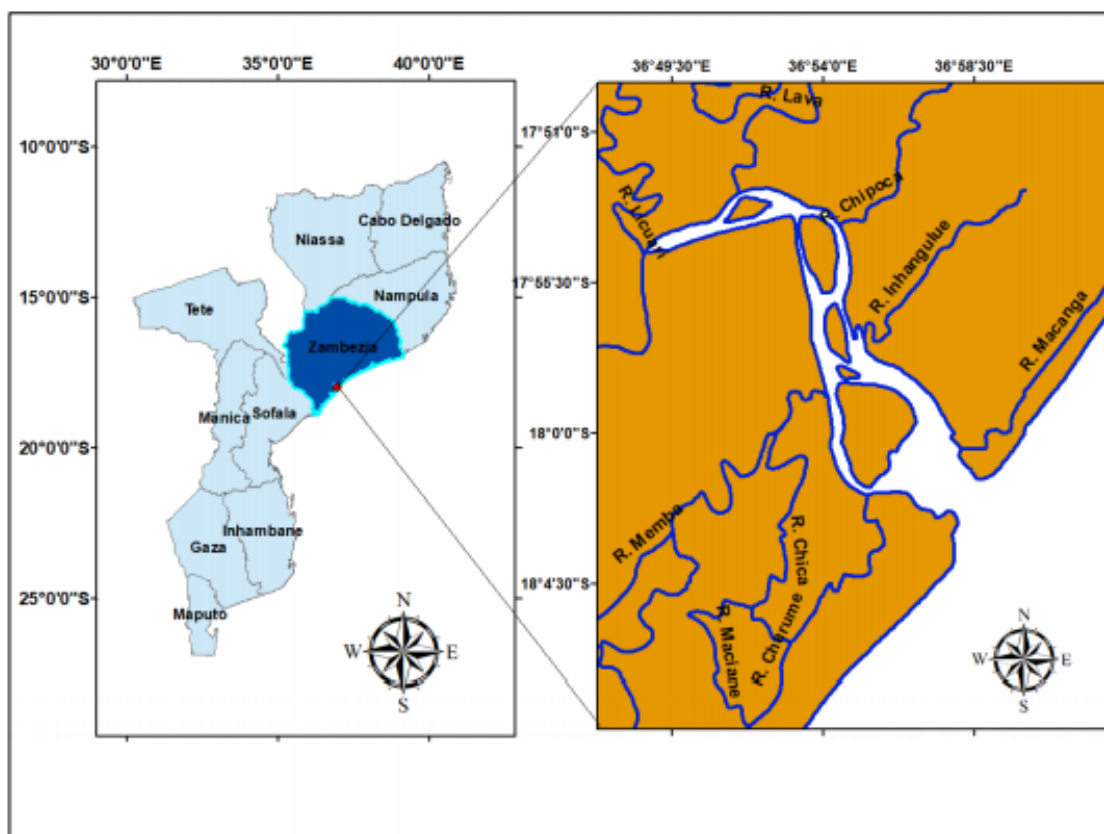 30°0'0"E
35°0'0"E
40°0'0"E
10°0'0"S
15°0'0"S
20°0'0"S
25°0'0"S
Cabo Delgado
Niassa
Nampula
Tete
Zambezia
Manica
Sofala
Inhambane
Gaza
Maputo
N
W
E
S
36°49'30"E
36°54'0"E
36°58'30"E
17°51'0"S
17°55'30"S
18°0'0"S
18°4'30"S
R. Lava
R. Chipoca
R. Licuari
R. Inhangulue
R. Macanga
R. Membe
R. Chica
R. Cherume
R. Maciane
N
W
E
S